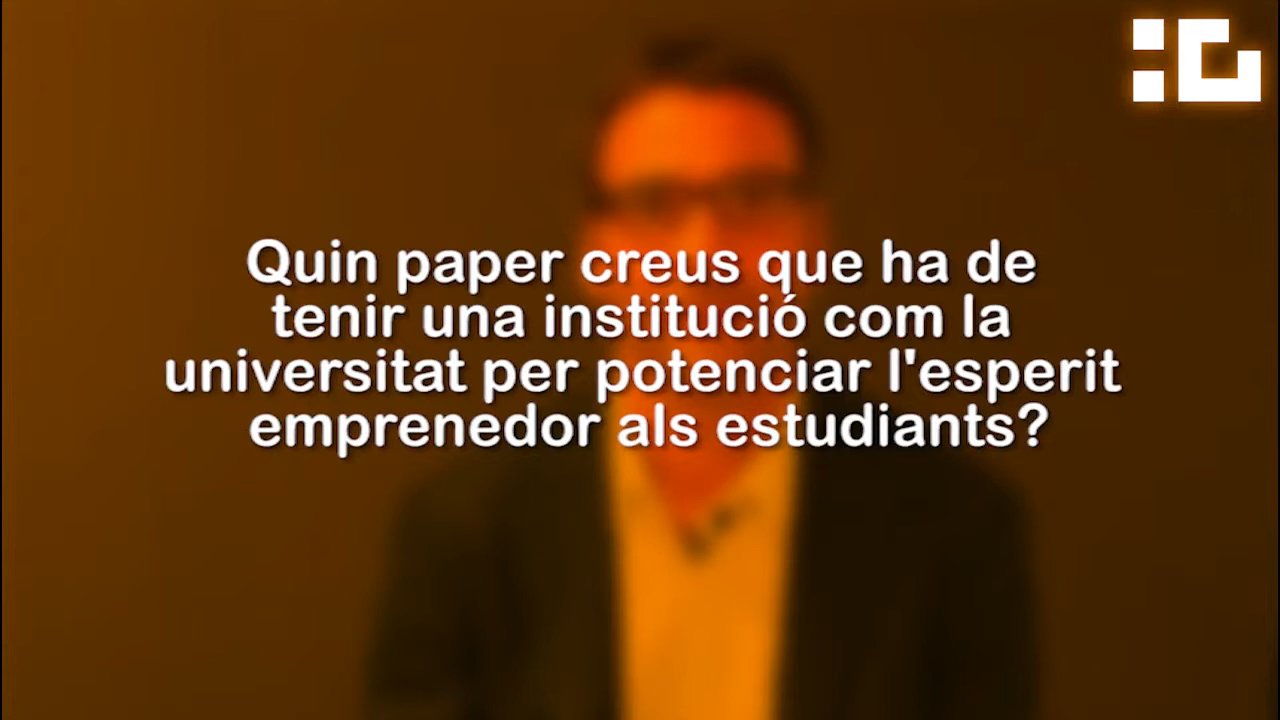 Quin paper creus que ha de
tenir una institució com la
universitat per potenciar l'esperit
emprenedor als estudiants?